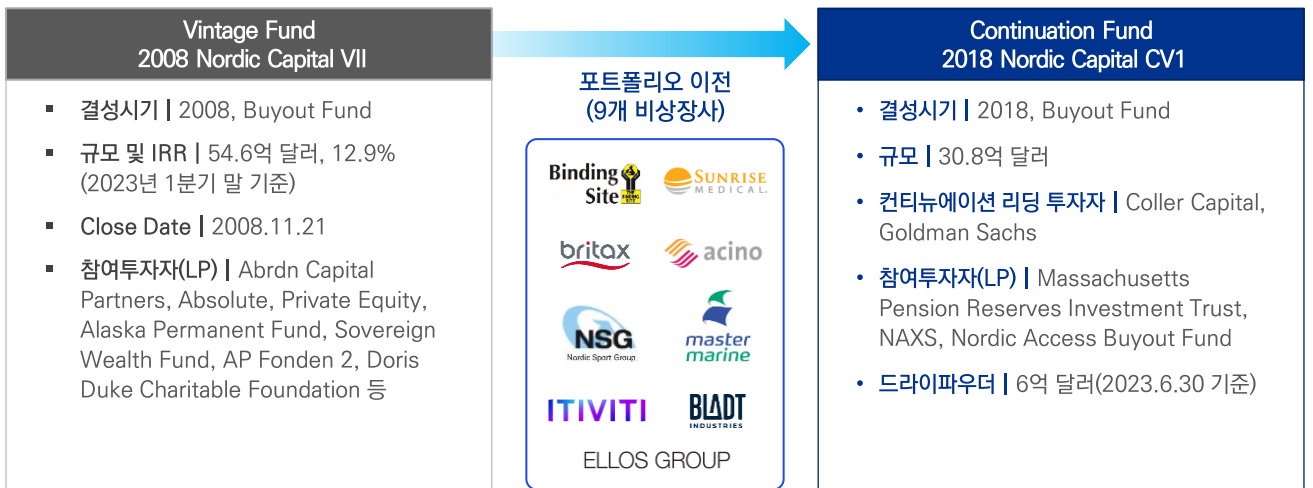 Vintage Fund
2008 Nordic Capital VII
▪ 결성시기 | 2008, Buyout Fund
▪ 규모 및 IRR | 54.6억 달러, 12.9%
(2023년 1분기 말 기준)
▪ Close Date | 2008.11.21
▪ 참여투자자(LP) | Abrdn Capital
Partners, Absolute, Private Equity,
Alaska Permanent Fund, Sovereign
Wealth Fund, AP Fonden 2, Doris
Duke Charitable Foundation 등
포트폴리오 이전
(9개 비상장사)
Binding
Site
THE
BINDING
SITE
SUNRISE
MEDICAL.
britax
acino
NSG
Nordic Sport Group
master
marine
ITIVITI
BLADT
INDUSTRIES
ELLOS GROUP
Continuation Fund
2018 Nordic Capital CV1
• 결성시기 | 2018, Buyout Fund
• 규모 | 30.8억 달러
• 컨티뉴에이션 리딩 투자자 | Coller Capital,
Goldman Sachs
• 참여투자자(LP) | Massachusetts
Pension Reserves Investment Trust,
NAXS, Nordic Access Buyout Fund
• 드라이파우더 | 6억 달러(2023.6.30 기준)